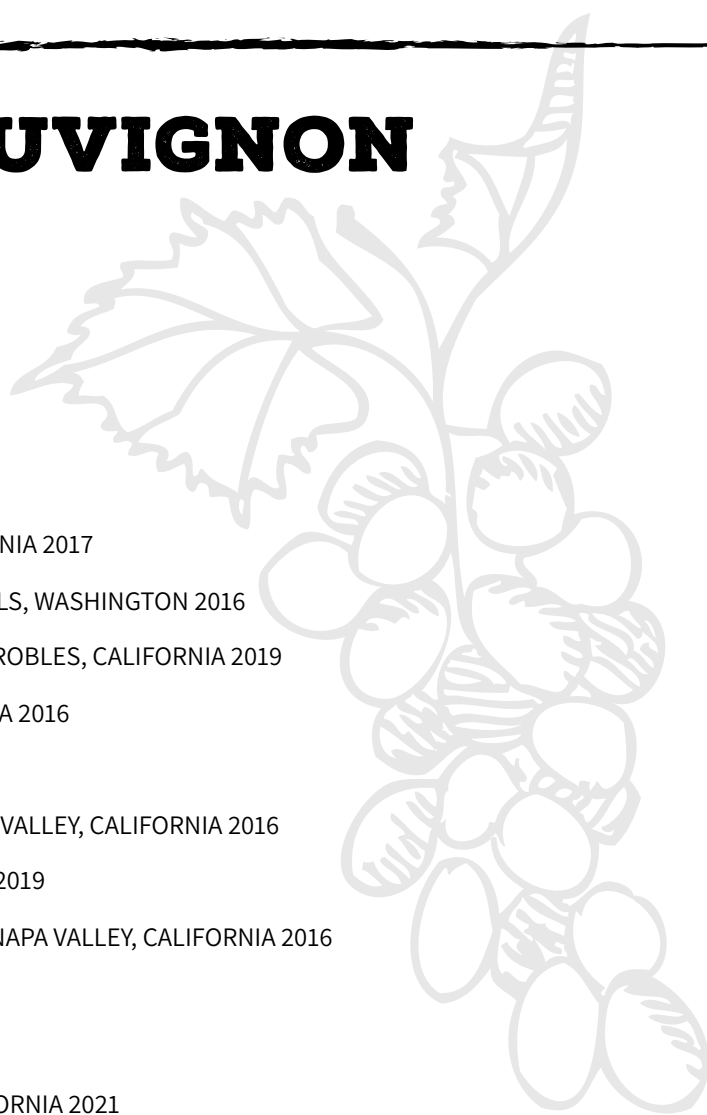 UVIGNON
NIA 2017
LS, WASHINGTON 2016
ROBLES, CALIFORNIA 2019
A 2016
VALLEY, CALIFORNIA 2016
2019
NAPA VALLEY, CALIFORNIA 2016
ORNIA 2021